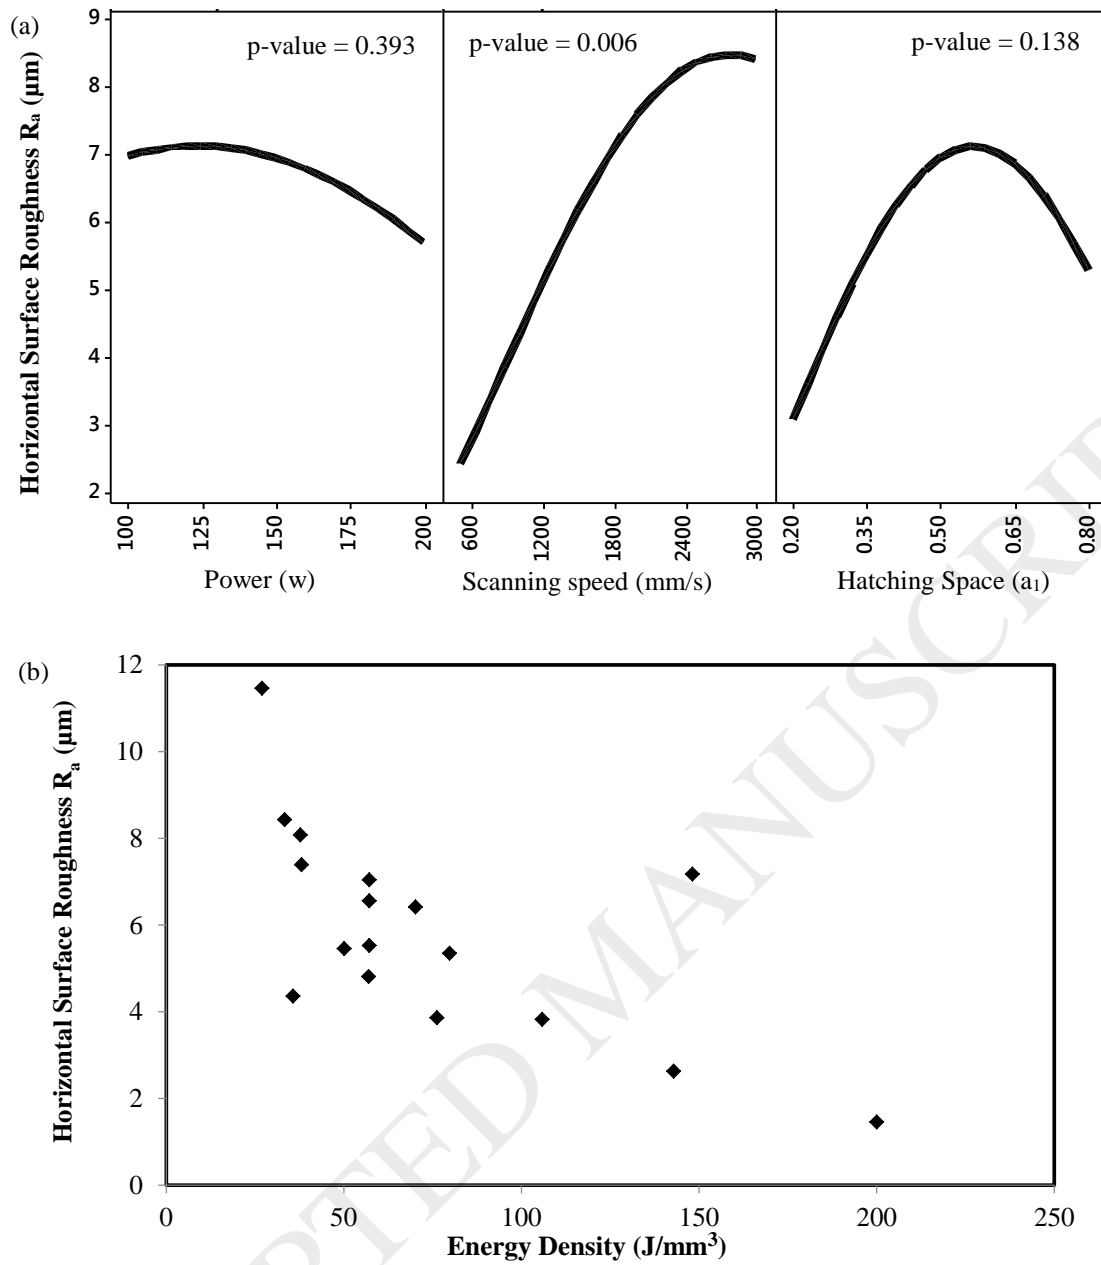 (a)
p-value = 0.393
p-value = 0.006
p-value = 0.138
Horizontal Surface Roughness Ra (μm)
9
8
7
6
5
4
3
2
100 125 150 175 200
600 1200 1800 2400 3000
0.20 0.35 0.50 0.65 0.80
Power (w)
Scanning speed (mm/s)
Hatching Space (a1)
(b)
Horizontal Surface Roughness Ra (μm)
12
10
8
6
4
2
0
0 50 100 150 200 250
Energy Density (J/mm³)